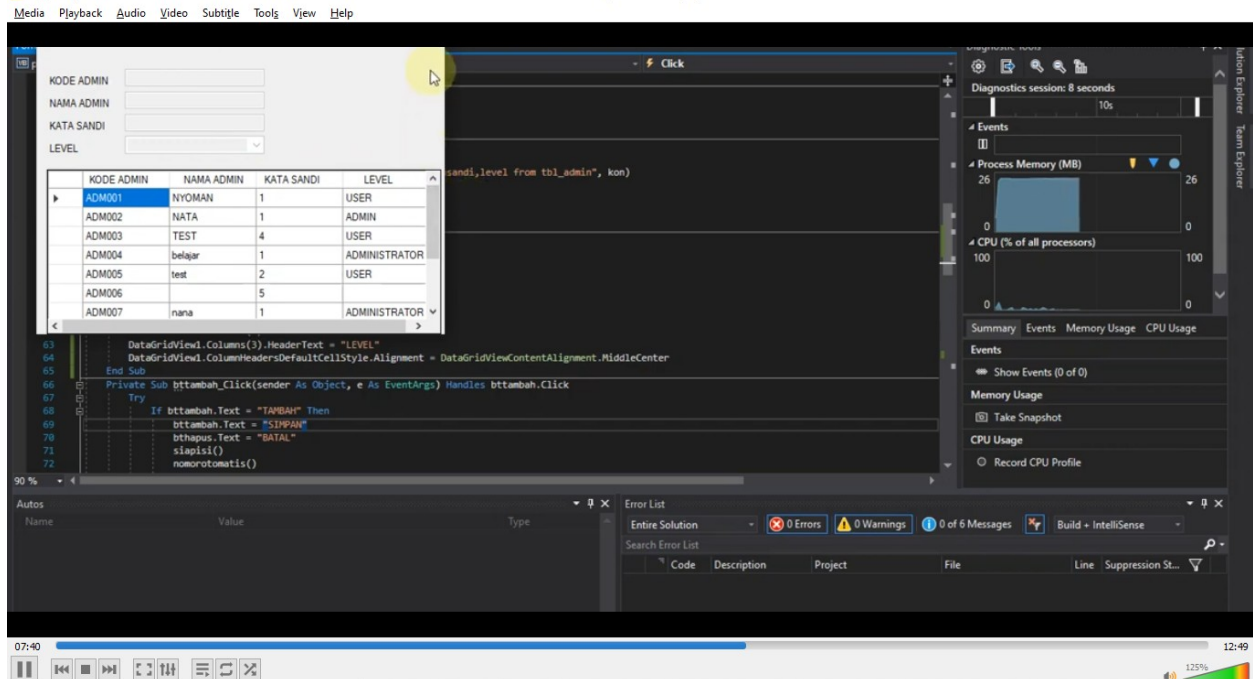 Media Playback Audio Video Subtitle Tools View Help
Click
KODE ADMIN
NAMA ADMIN
KATA SANDI
LEVEL
KODE ADMIN NAMA ADMIN KATA SANDI LEVEL
ADM001 NYOMAN 1 USER
ADM002 NATA 1 ADMIN
ADM003 TEST 4 USER
ADM004 belajar 1 ADMINISTRATOR
ADM005 test 2 USER
ADM006 5
ADM007 nana 1 ADMINISTRATOR
sandi,level from tbl_admin", kon)
63 DataGridView1.Columns(3).HeaderText = "LEVEL"
64 DataGridView1.ColumnHeadersDefaultCellStyle.Alignment = DataGridViewContentAlignment.MiddleCenter
65 End Sub
66 Private Sub bttambah_Click(sender As Object, e As EventArgs) Handles bttambah.Click
67 Try
68 If bttambah.Text = "TAMBAH" Then
69 bttambah.Text = "SIMPAN"
70 bthapus.Text = "BATAL"
71 siapisi()
72 nomorotomatis()
90 %
Diagnostics session: 8 seconds
10s
Events
Process Memory (MB)
26 26
0 0
CPU (% of all processors)
100 100
0 0
Summary Events Memory Usage CPU Usage
Events
Show Events (0 of 0)
Memory Usage
Take Snapshot
CPU Usage
Record CPU Profile
Solution Explorer
Team Explorer
Autos
Name Value Type
Error List
Entire Solution 0 Errors 0 Warnings 0 of 6 Messages Build + IntelliSense
Search Error List
Code Description Project File Line Suppression St...
07:40 12:49
125%